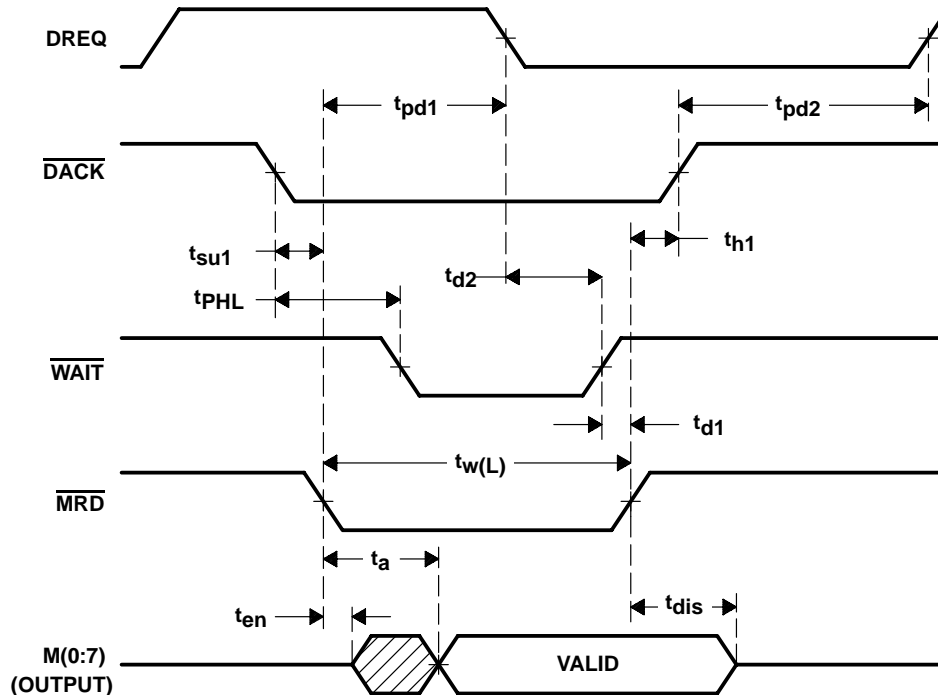 DREQ
tpd1
tpd2
DACK
tsu1
th1
td2
tPHL
WAIT
td1
tw(L)
MRD
ta
ten
tdis
M(0:7)
(OUTPUT)
VALID